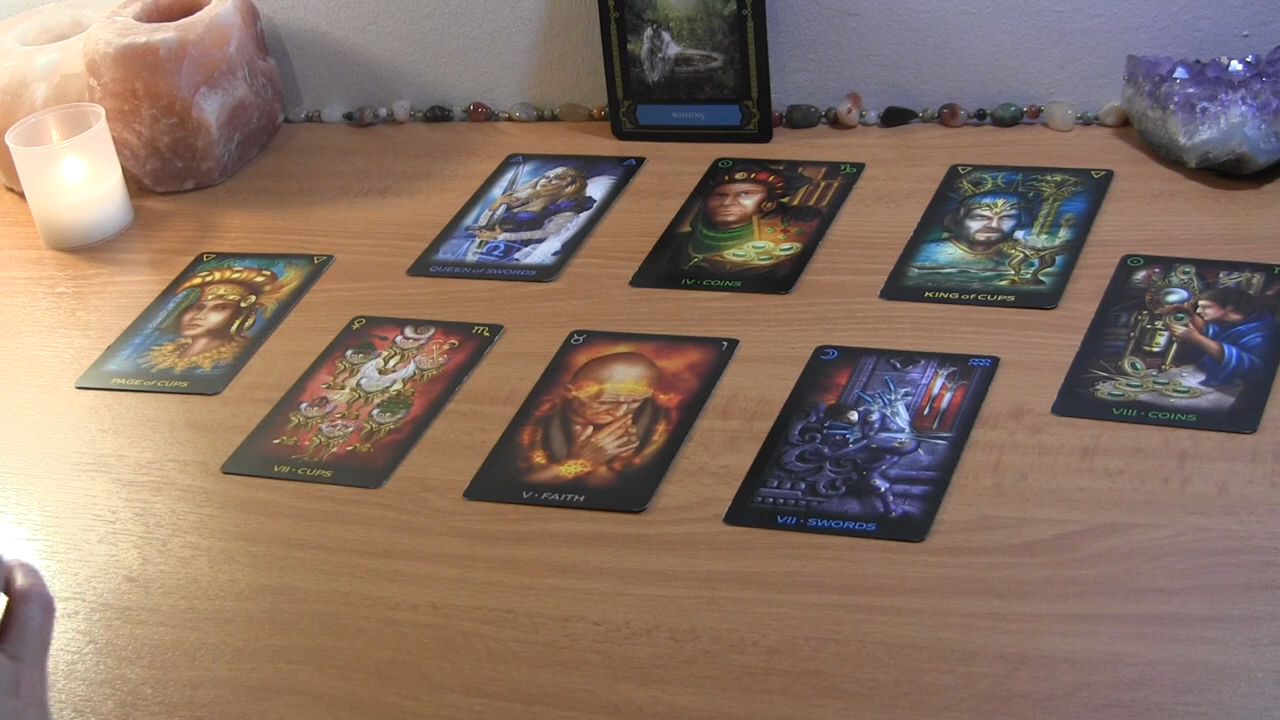 WISHING
QUEEN of SWORDS
IV • COINS
KING of CUPS
PAGE of CUPS
VIII • COINS
VII • CUPS
V • FAITH
VII • SWORDS